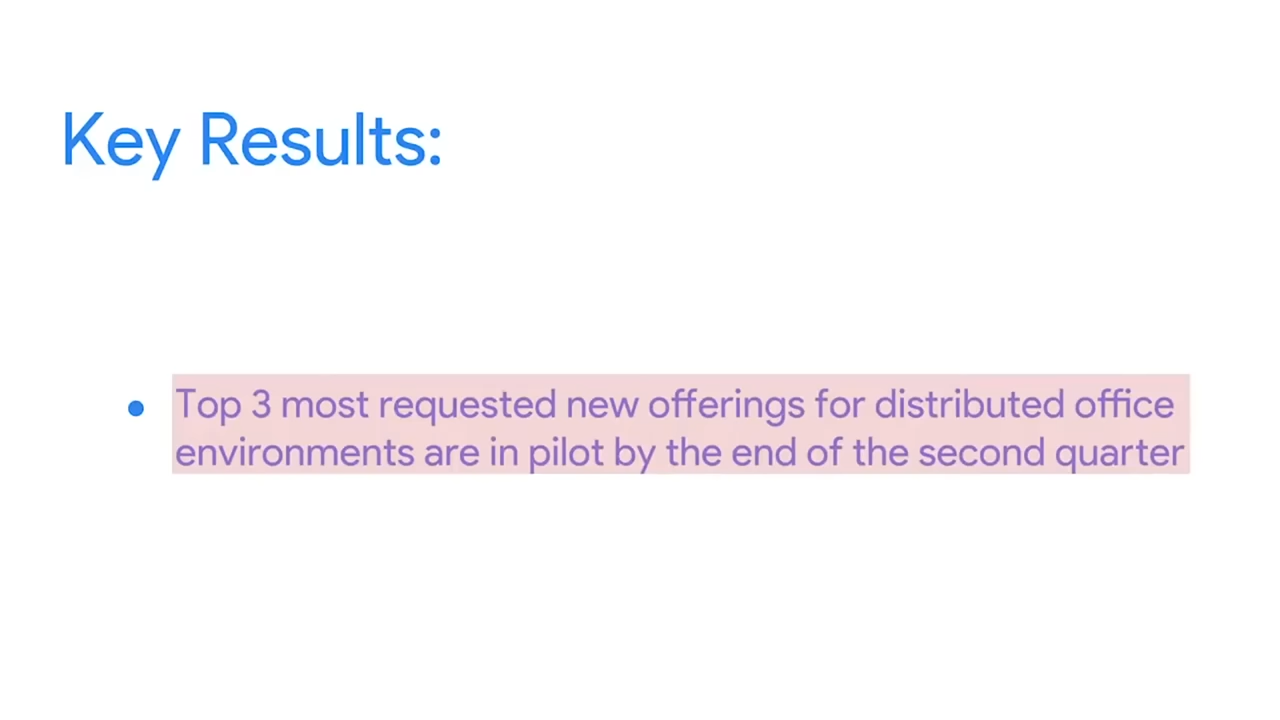 Key Results:
Top 3 most requested new offerings for distributed office
environments are in pilot by the end of the second quarter